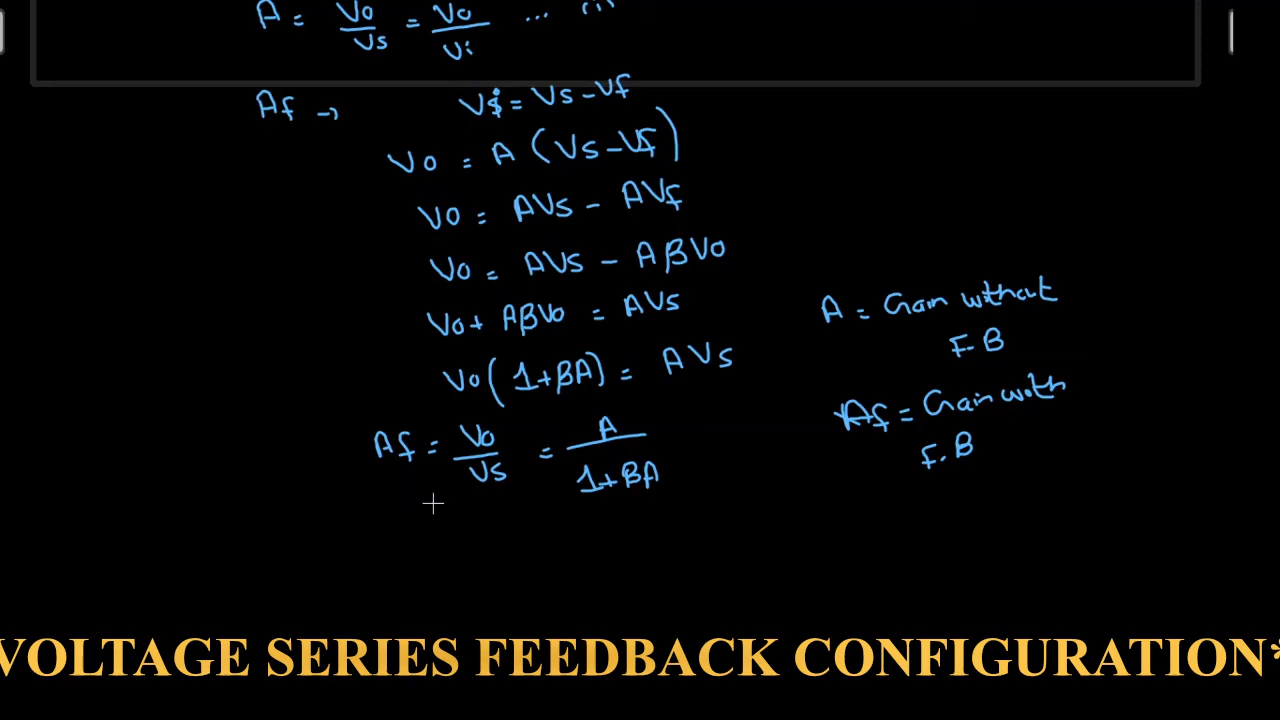 A = Vo/Vs = Vo/Vi ...
Af → Vi = Vs - Vf
Vo = A (Vs - Vf)
Vo = AVs - AVf
Vo = AVs - AβVo
Vo + AβVo = AVs
Vo (1+βA) = AVs
Af = Vo/Vs = A/1+βA
A = Gain without
F.B
Af = Gain with
F.B
VOLTAGE SERIES FEEDBACK CONFIGURATION*